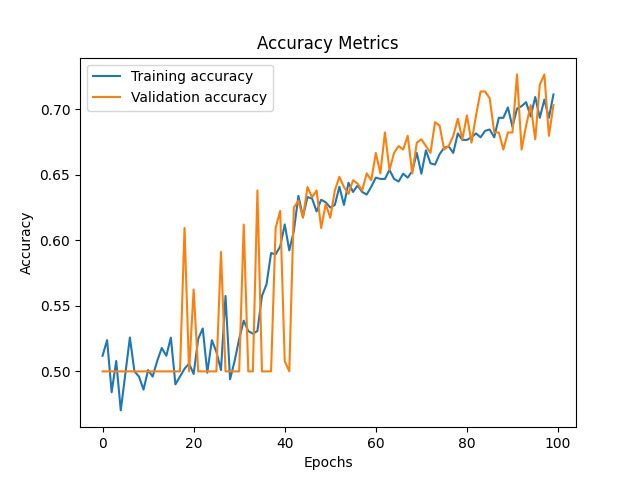 Accuracy Metrics
Training accuracy
Validation accuracy
Accuracy
0.70
0.65
0.60
0.55
0.50
0 20 40 60 80 100
Epochs